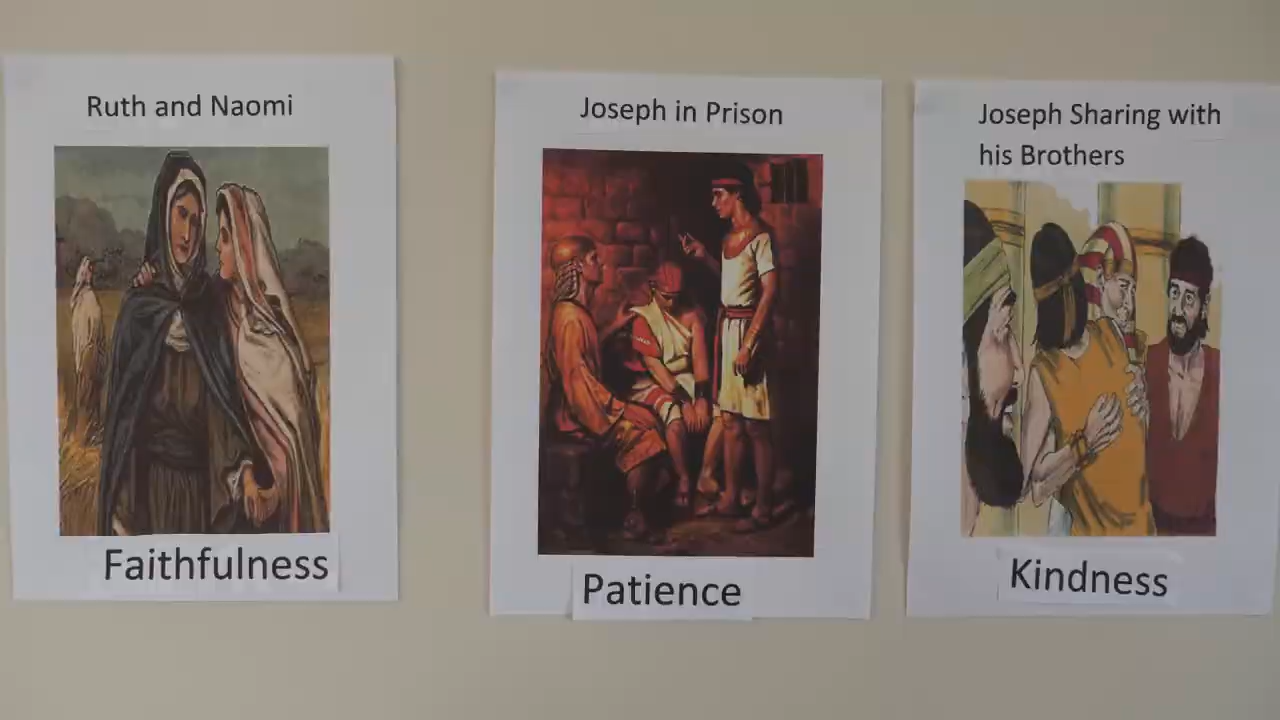 Ruth and Naomi
Faithfulness
Joseph in Prison
Patience
Joseph Sharing with
his Brothers
Kindness